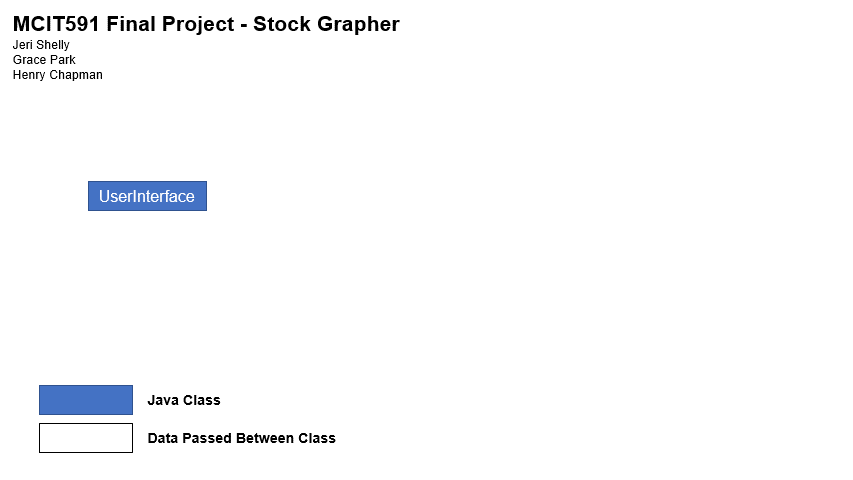 MCIT591 Final Project - Stock Grapher
Jeri Shelly
Grace Park
Henry Chapman
UserInterface
Java Class
Data Passed Between Class